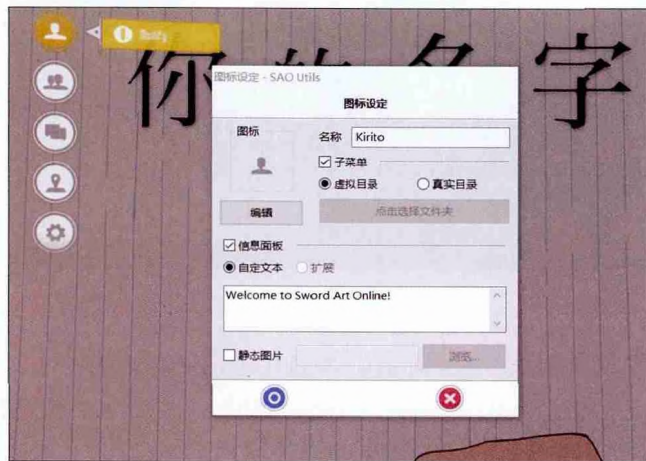 你 的 名 字
图标设定 - SAO Utils
图标设定
图标
名称 Kirito
子菜单
虚拟目录 真实目录
编辑 点击选择文件夹
信息面板
自定文本 扩展
Welcome to Sword Art Online!
静态图片 浏览...